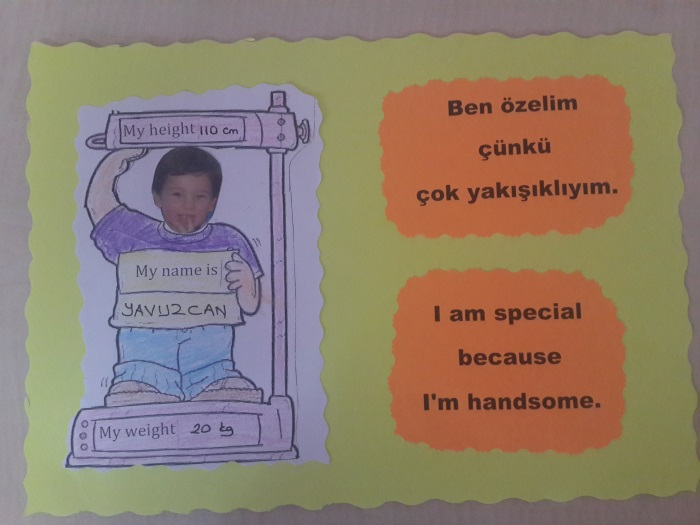 My height 110 cm
My name is
YAVUZCAN
My weight 20 kg
Ben özelim
çünkü
çok yakışıklıyım.
I am special
because
I'm handsome.